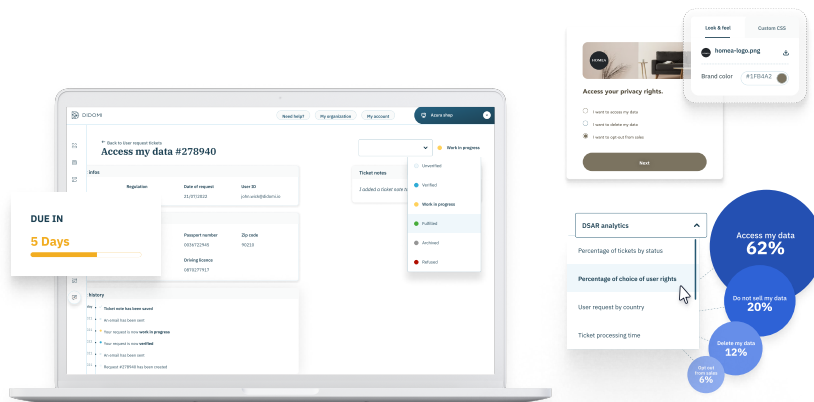 DIDOMI
Need help?
My organization
My account
Azura shop
Back to User request tickets
Access my data #278940
Work in progress
infos
Regulation
Date of request
User ID
21/07/2022
john.wick@didomi.io
Passport number
Zip code
0036722945
90210
Driving licence
0870277917
DUE IN
5 Days
history
Ticket note has been saved
An email has been sent
Your request is now work in progress
Your request is now verified
An email has been sent
Request #278940 has been created
Ticket notes
I added a ticket note to
Unverified
Verified
Work in progress
Fulfilled
Archived
Refused
HOMEA
Access your privacy rights.
I want to access my data
I want to delete my data
I want to opt out from sales
Next
Look & feel
Custom CSS
homea-logo.png
Brand color
#1FB4A2
DSAR analytics
Percentage of tickets by status
Percentage of choice of user rights
User request by country
Ticket processing time
Access my data
62%
Do not sell my data
20%
Delete my data
12%
Opt out
from sales
6%